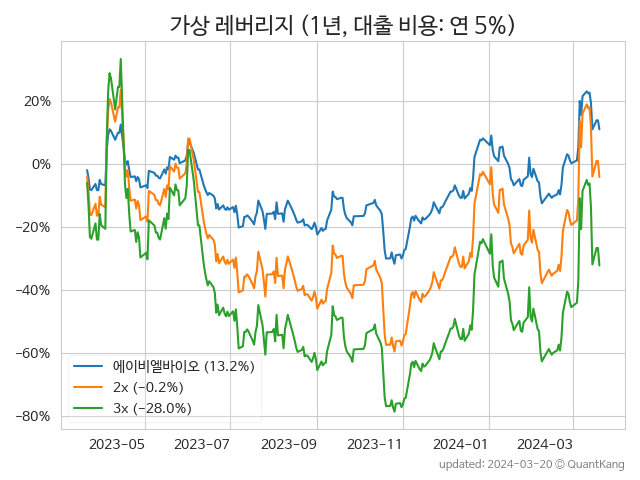 가상 레버리지 (1년, 대출 비용: 연 5%)
20%
0%
−20%
−40%
−60%
−80%
에이비엘바이오 (13.2%)
2x (−0.2%)
3x (−28.0%)
2023−05 2023−07 2023−09 2023−11 2024−01 2024−03
updated: 2024−03−20 © QuantKang